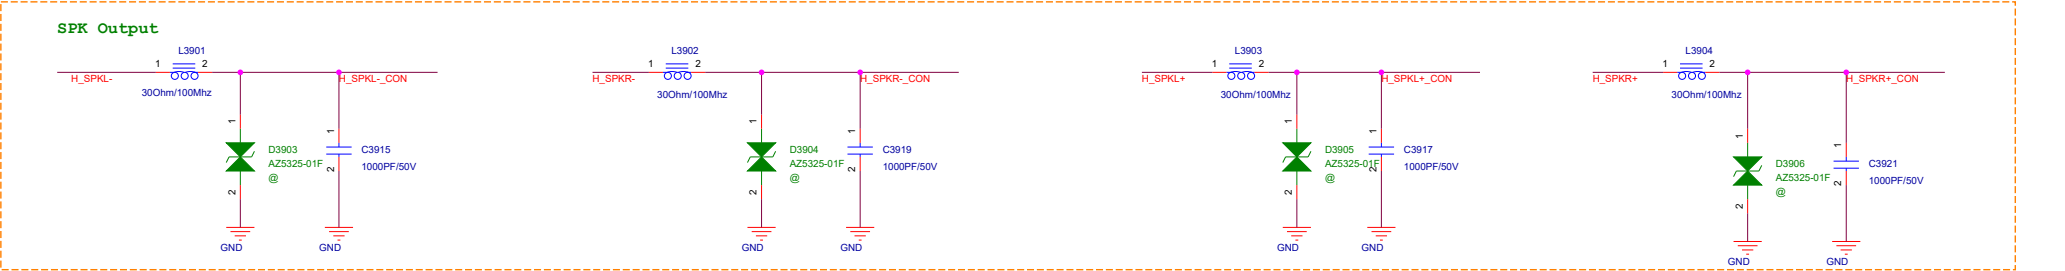 SPK Output
L3901
1 2
H_SPKL-
H_SPKL-_CON
30Ohm/100Mhz
1
1
D3903
AZ5325-01F
@
C3915
1000PF/50V
2
2
GND
GND
L3902
1 2
H_SPKR-
H_SPKR-_CON
30Ohm/100Mhz
1
1
D3904
AZ5325-01F
@
C3919
1000PF/50V
2
2
GND
GND
L3903
1 2
H_SPKL+
H_SPKL+_CON
30Ohm/100Mhz
1
1
D3905
AZ5325-01F
@
C3917
1000PF/50V
2
2
GND
GND
L3904
1 2
H_SPKR+
H_SPKR+_CON
30Ohm/100Mhz
1
1
D3906
AZ5325-01F
@
C3921
1000PF/50V
2
2
GND
GND